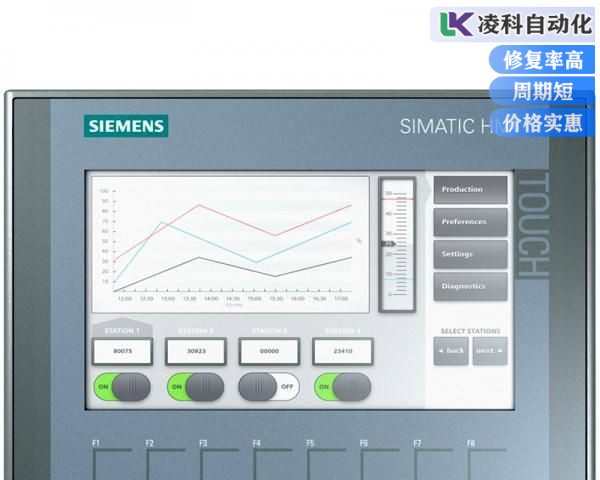 LK 凌科自动化
修复率高
周期短
价格实惠
SIEMENS
SIMATIC HM
TOUCH
100
90
80
70
60
50
40
30
20
10
12:00 12:30 13:00 13:30 14:00 14:30 15:00 15:30 16:00 16:30 17:00
%
50
40
30
25
20
10
0
Production
Preferences
Settings
Diagnostics
STATION 1 STATION 2 STATION 3 STATION 4
80075 30923 00000 23410
ON ON OFF ON
SELECT STATIONS
back next
F1 F2 F3 F4 F5 F6 F7 F8